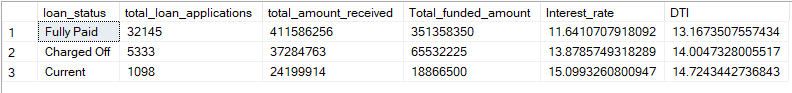 loan_status total_loan_applications total_amount_received Total_funded_amount Interest_rate DTI
1 Fully Paid 32145 411586256 351358350 11.6410707918092 13.1673507557434
2 Charged Off 5333 37284763 65532225 13.8785749318289 14.0047328005517
3 Current 1098 24199914 18866500 15.0993260800947 14.7243442736843